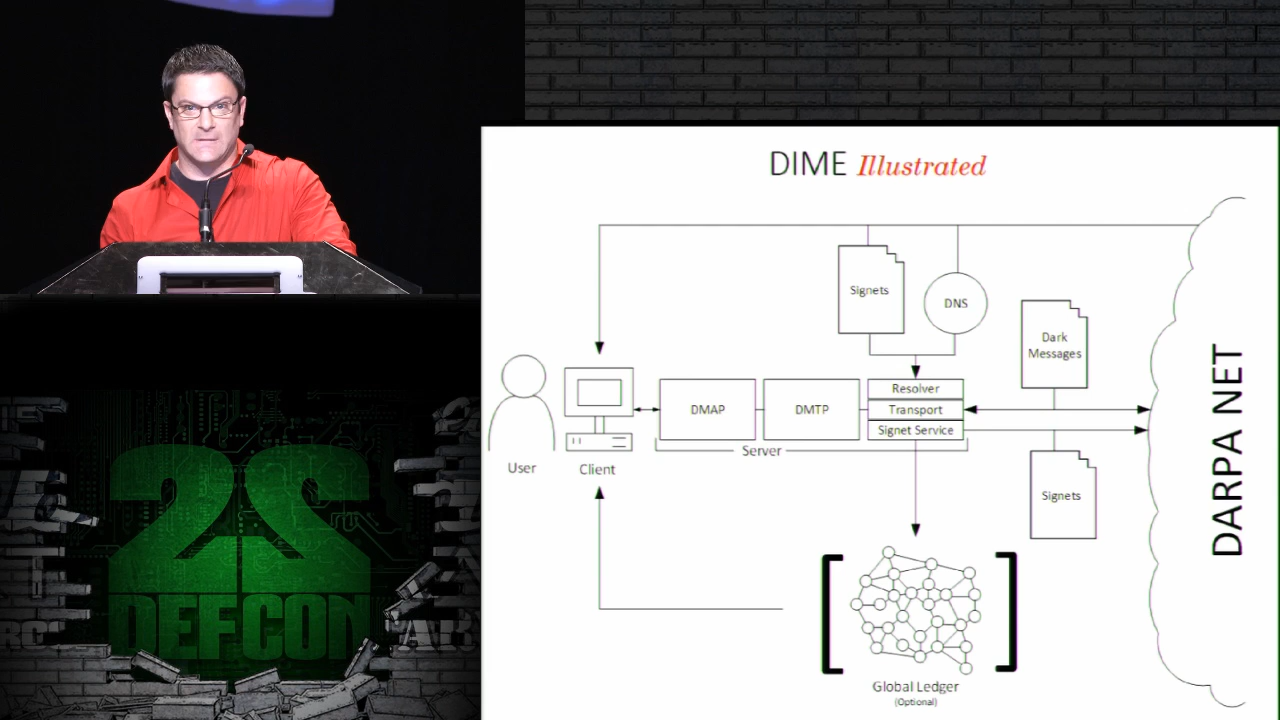 DIME Illustrated
Signets
DNS
Dark
Messages
Resolver
DMAP
DMTP
Transport
Signet Service
Server
User
Client
Signets
DARPA NET
Global Ledger
(Optional)
22
DEFCON